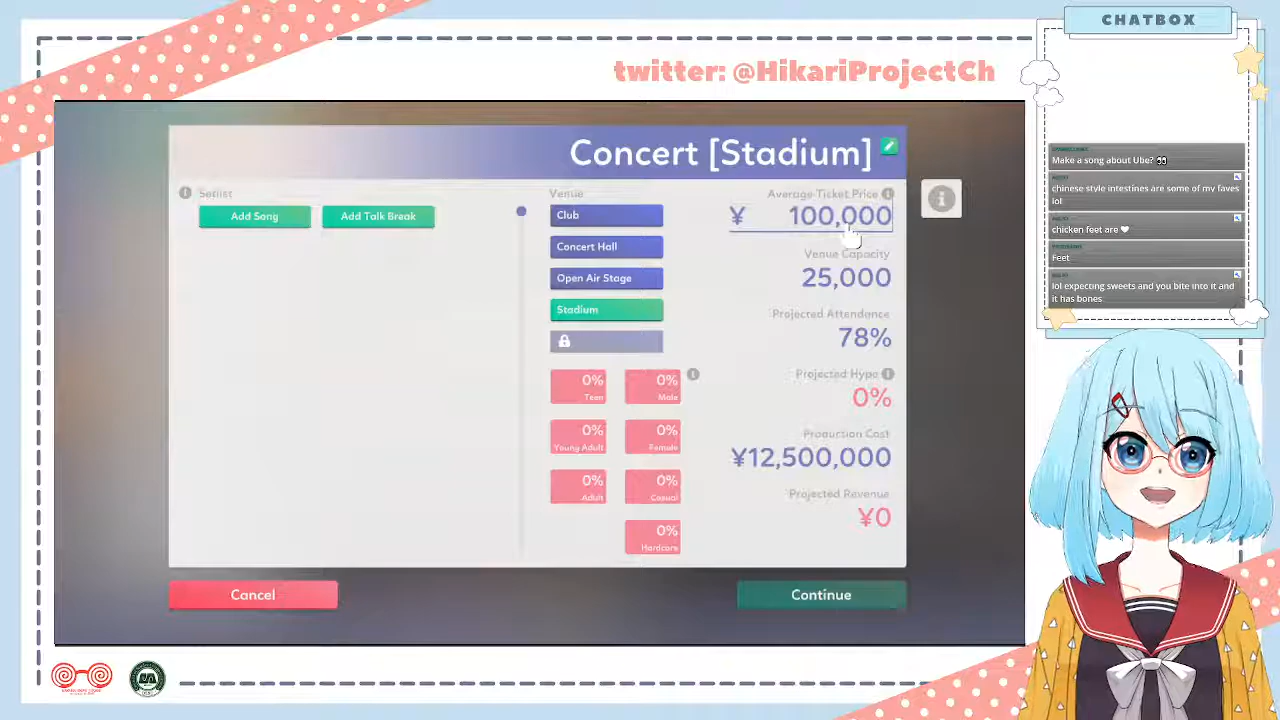 twitter: @HikariProjectCh
CHATBOX
Make a song about Ube?
chinese style intestines are some of my faves
lol
chicken feet are
Feet
lol expecting sweets and you bite into it and
it has bones
Concert [Stadium]
Setlist
Add Song
Add Talk Break
Venue
Club
Concert Hall
Open Air Stage
Stadium
0%
Teen
0%
Male
0%
Young Adult
0%
Female
0%
Adult
0%
Casual
0%
Hardcore
Average Ticket Price
¥ 100,000
Venue Capacity
25,000
Projected Attendance
78%
Projected Hype
0%
Production Cost
¥12,500,000
Projected Revenue
¥0
Cancel
Continue